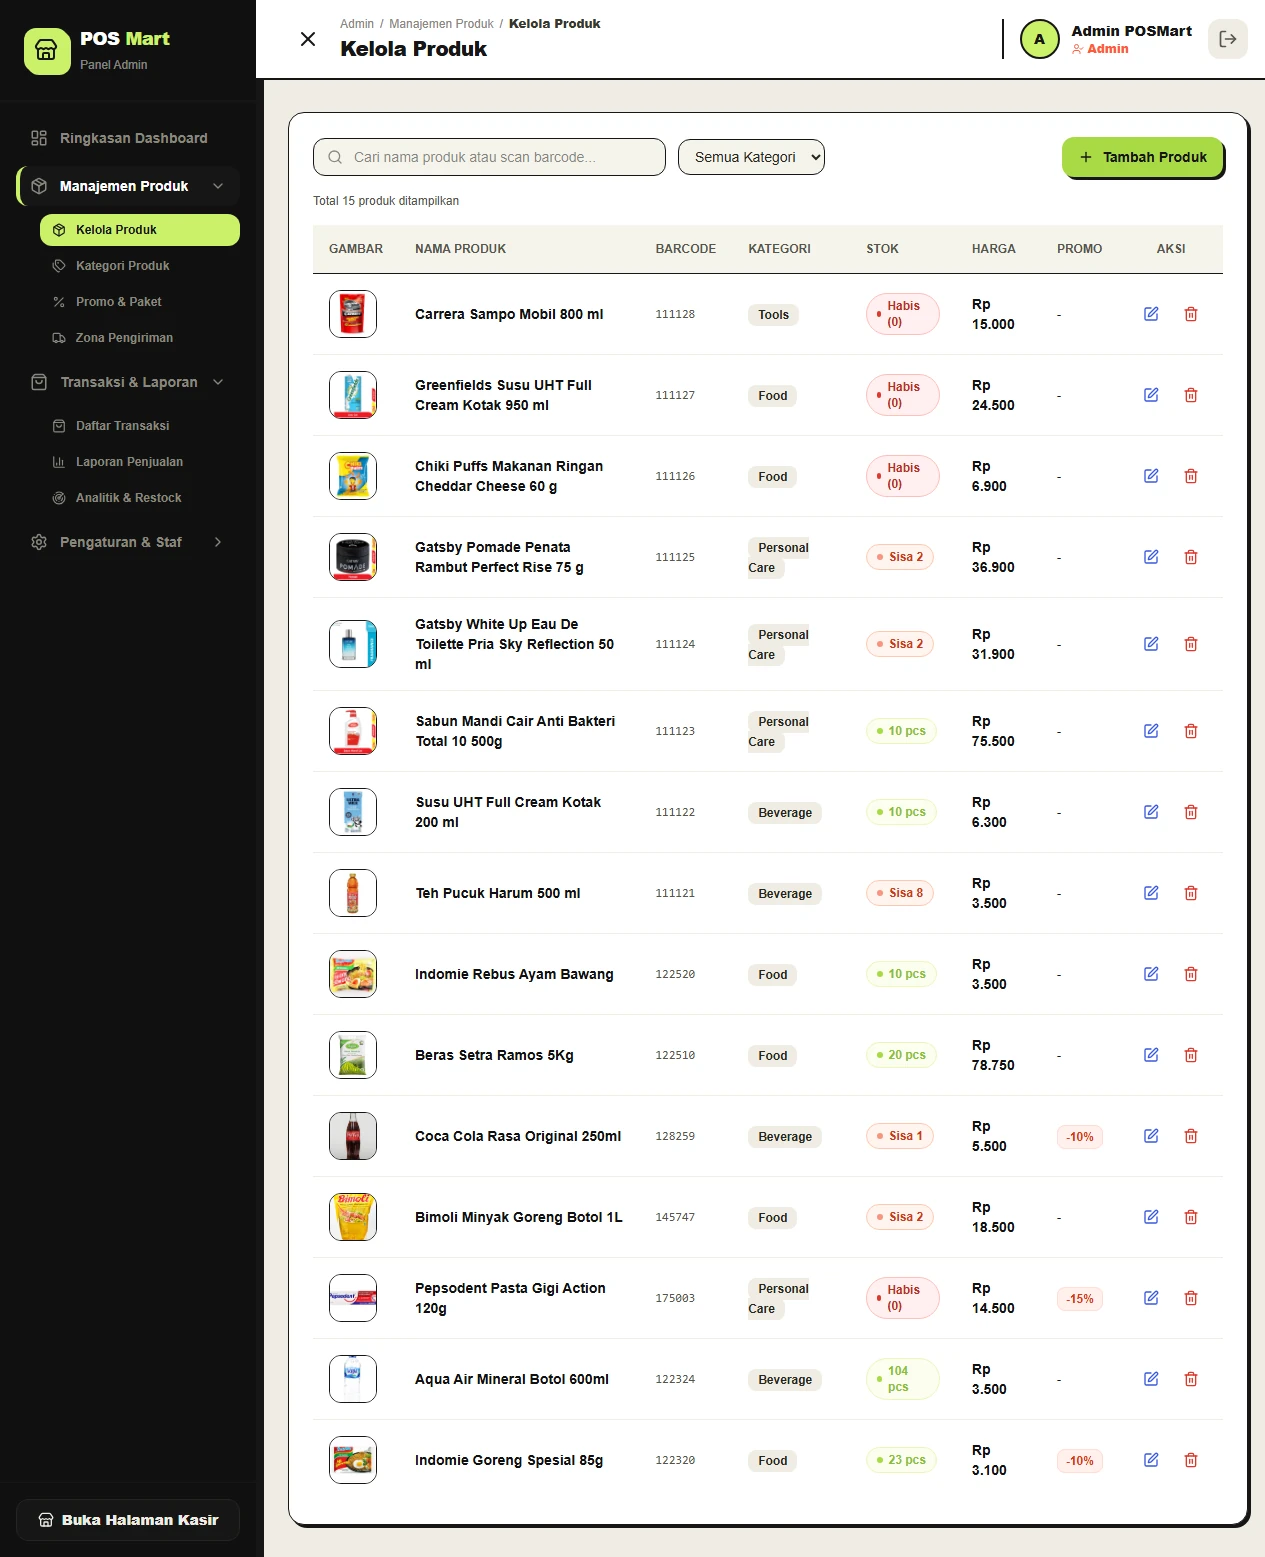 POS Mart
Panel Admin
Ringkasan Dashboard
Manajemen Produk
Kelola Produk
Kategori Produk
Promo & Paket
Zona Pengiriman
Transaksi & Laporan
Daftar Transaksi
Laporan Penjualan
Analitik & Restock
Pengaturan & Staf
Buka Halaman Kasir
Admin / Manajemen Produk / Kelola Produk
Kelola Produk
A
Admin POSMart
Admin
Cari nama produk atau scan barcode...
Semua Kategori
Tambah Produk
Total 15 produk ditampilkan
GAMBAR NAMA PRODUK BARCODE KATEGORI STOK HARGA PROMO AKSI
Carrera Sampo Mobil 800 ml 111128 Tools Habis (0) Rp 15.000 -
Greenfields Susu UHT Full Cream Kotak 950 ml 111127 Food Habis (0) Rp 24.500 -
Chiki Puffs Makanan Ringan Cheddar Cheese 60 g 111126 Food Habis (0) Rp 6.900 -
Gatsby Pomade Penata Rambut Perfect Rise 75 g 111125 Personal Care Sisa 2 Rp 36.900 -
Gatsby White Up Eau De Toilette Pria Sky Reflection 50 ml 111124 Personal Care Sisa 2 Rp 31.900 -
Sabun Mandi Cair Anti Bakteri Total 10 500g 111123 Personal Care 10 pcs Rp 75.500 -
Susu UHT Full Cream Kotak 200 ml 111122 Beverage 10 pcs Rp 6.300 -
Teh Pucuk Harum 500 ml 111121 Beverage Sisa 8 Rp 3.500 -
Indomie Rebus Ayam Bawang 122520 Food 10 pcs Rp 3.500 -
Beras Setra Ramos 5Kg 122510 Food 20 pcs Rp 78.750 -
Coca Cola Rasa Original 250ml 128259 Beverage Sisa 1 Rp 5.500 -10%
Bimoli Minyak Goreng Botol 1L 145747 Food Sisa 2 Rp 18.500 -
Pepsodent Pasta Gigi Action 120g 175003 Personal Care Habis (0) Rp 14.500 -15%
Aqua Air Mineral Botol 600ml 122324 Beverage 104 pcs Rp 3.500 -
Indomie Goreng Spesial 85g 122320 Food 23 pcs Rp 3.100 -10%